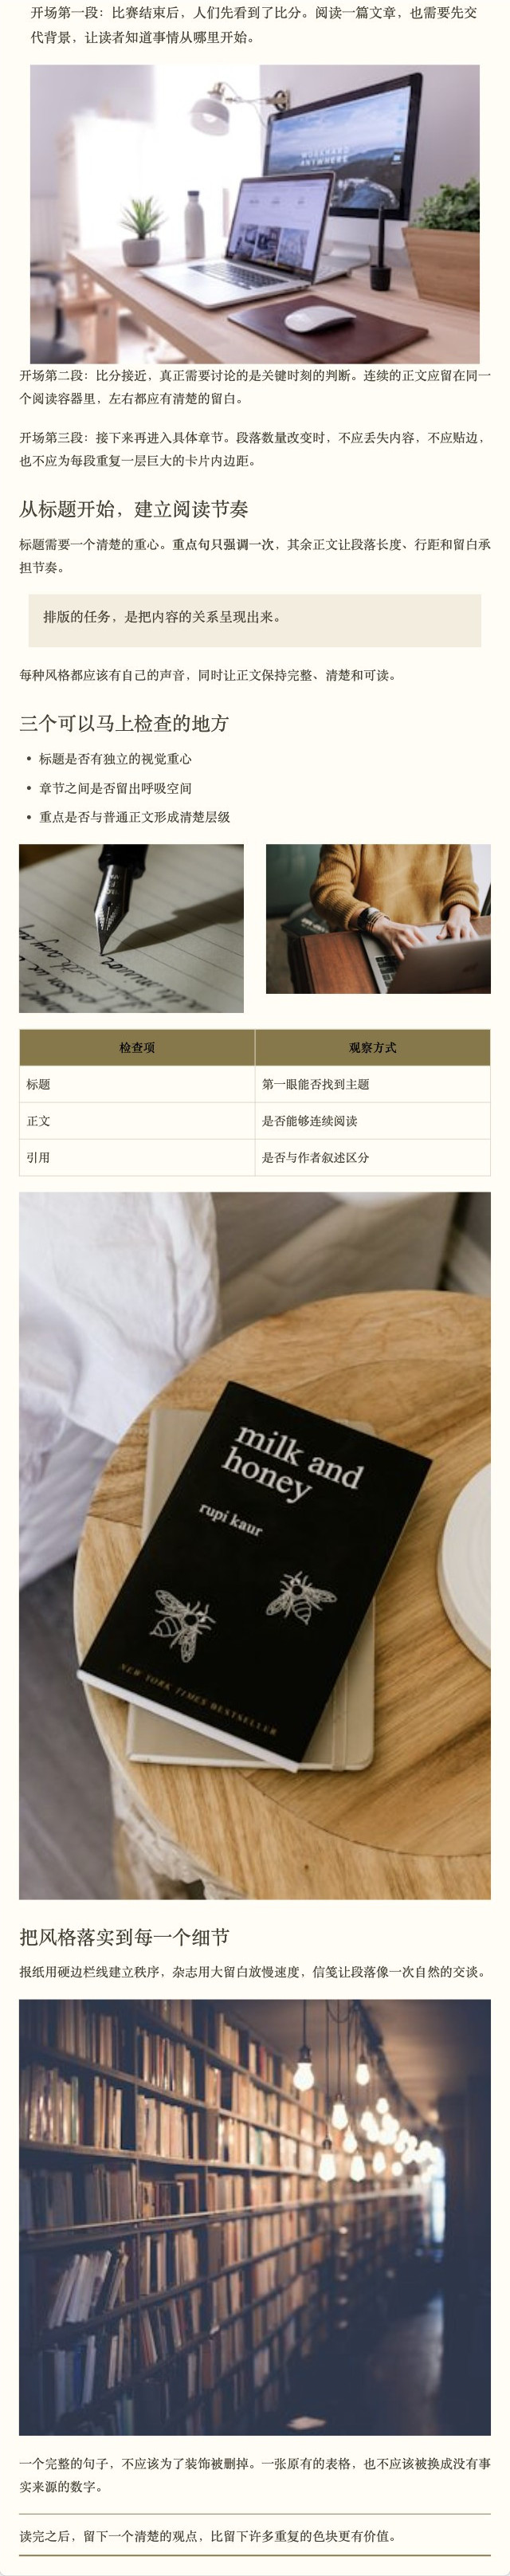 开场第一段：比赛结束后，人们先看到了比分。阅读一篇文章，也需要先交
代背景，让读者知道事情从哪里开始。
WORKHARD
ANYWHERE
开场第二段：比分接近，真正需要讨论的是关键时刻的判断。连续的正文应留在同一
个阅读容器里，左右都应有清楚的留白。
开场第三段：接下来再进入具体章节。段落数量改变时，不应丢失内容，不应贴边，
也不应为每段重复一层巨大的卡片内边距。
从标题开始，建立阅读节奏
标题需要一个清楚的重心。重点句只强调一次，其余正文让段落长度、行距和留白承
担节奏。
排版的任务，是把内容的关系呈现出来。
每种风格都应该有自己的声音，同时让正文保持完整、清楚和可读。
三个可以马上检查的地方
• 标题是否有独立的视觉重心
• 章节之间是否留出呼吸空间
• 重点是否与普通正文形成清楚层级
检查项 观察方式
标题 第一眼能否找到主题
正文 是否能够连续阅读
引用 是否与作者叙述区分
milk and
honey
rupi kaur
NEW YORK TIMES BESTSELLER
把风格落实到每一个细节
报纸用硬边栏线建立秩序，杂志用大留白放慢速度，信笺让段落像一次自然的交谈。
一个完整的句子，不应该为了装饰被删掉。一张原有的表格，也不应该被换成没有事
实来源的数字。
读完之后，留下一个清楚的观点，比留下许多重复的色块更有价值。